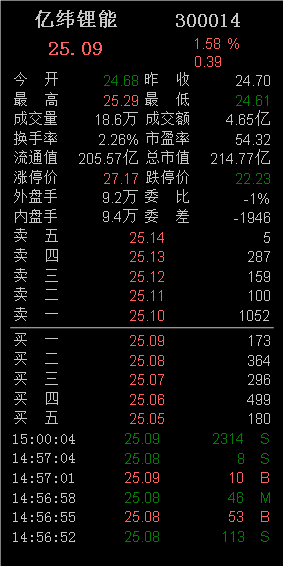 亿纬锂能 300014
25.09 1.58 %
0.39
今 开 24.68 昨 收 24.70
最 高 25.29 最 低 24.61
成交量 18.6万 成交额 4.65亿
换手率 2.26% 市盈率 54.32
流通值 205.57亿 总市值 214.77亿
涨停价 27.17 跌停价 22.23
外盘手 9.2万 委 比 -1%
内盘手 9.4万 委 差 -1946
卖 五 25.14 5
卖 四 25.13 287
卖 三 25.12 159
卖 二 25.11 100
卖 一 25.10 1052
买 一 25.09 173
买 二 25.08 364
买 三 25.07 296
买 四 25.06 499
买 五 25.05 180
15:00:04 25.09 2314 S
14:57:04 25.08 8 S
14:57:01 25.09 10 B
14:56:58 25.08 46 M
14:56:55 25.08 53 B
14:56:52 25.08 113 S